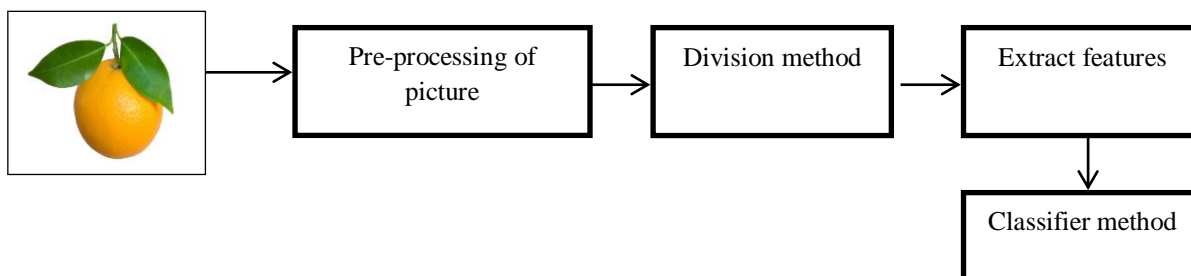 Pre-processing of
picture
Division method
Extract features
Classifier method